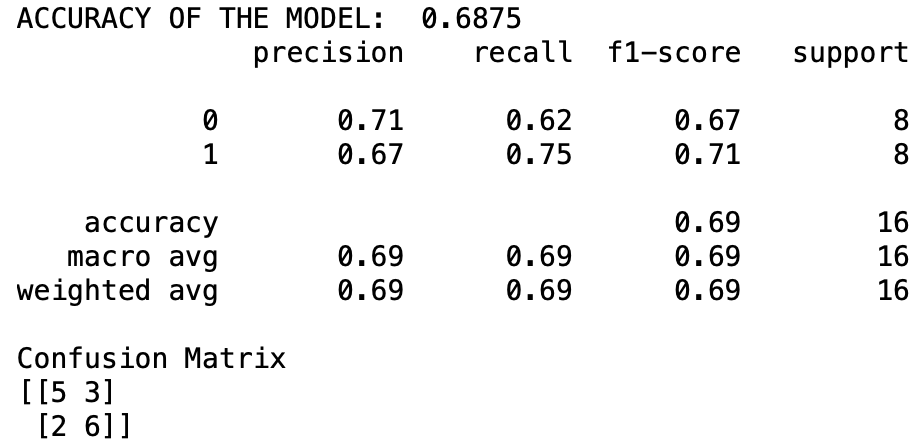 ACCURACY OF THE MODEL:  0.6875
              precision    recall  f1-score   support

           0       0.71      0.62      0.67         8
           1       0.67      0.75      0.71         8

    accuracy                           0.69        16
   macro avg       0.69      0.69      0.69        16
weighted avg       0.69      0.69      0.69        16

Confusion Matrix
[[5 3]
 [2 6]]